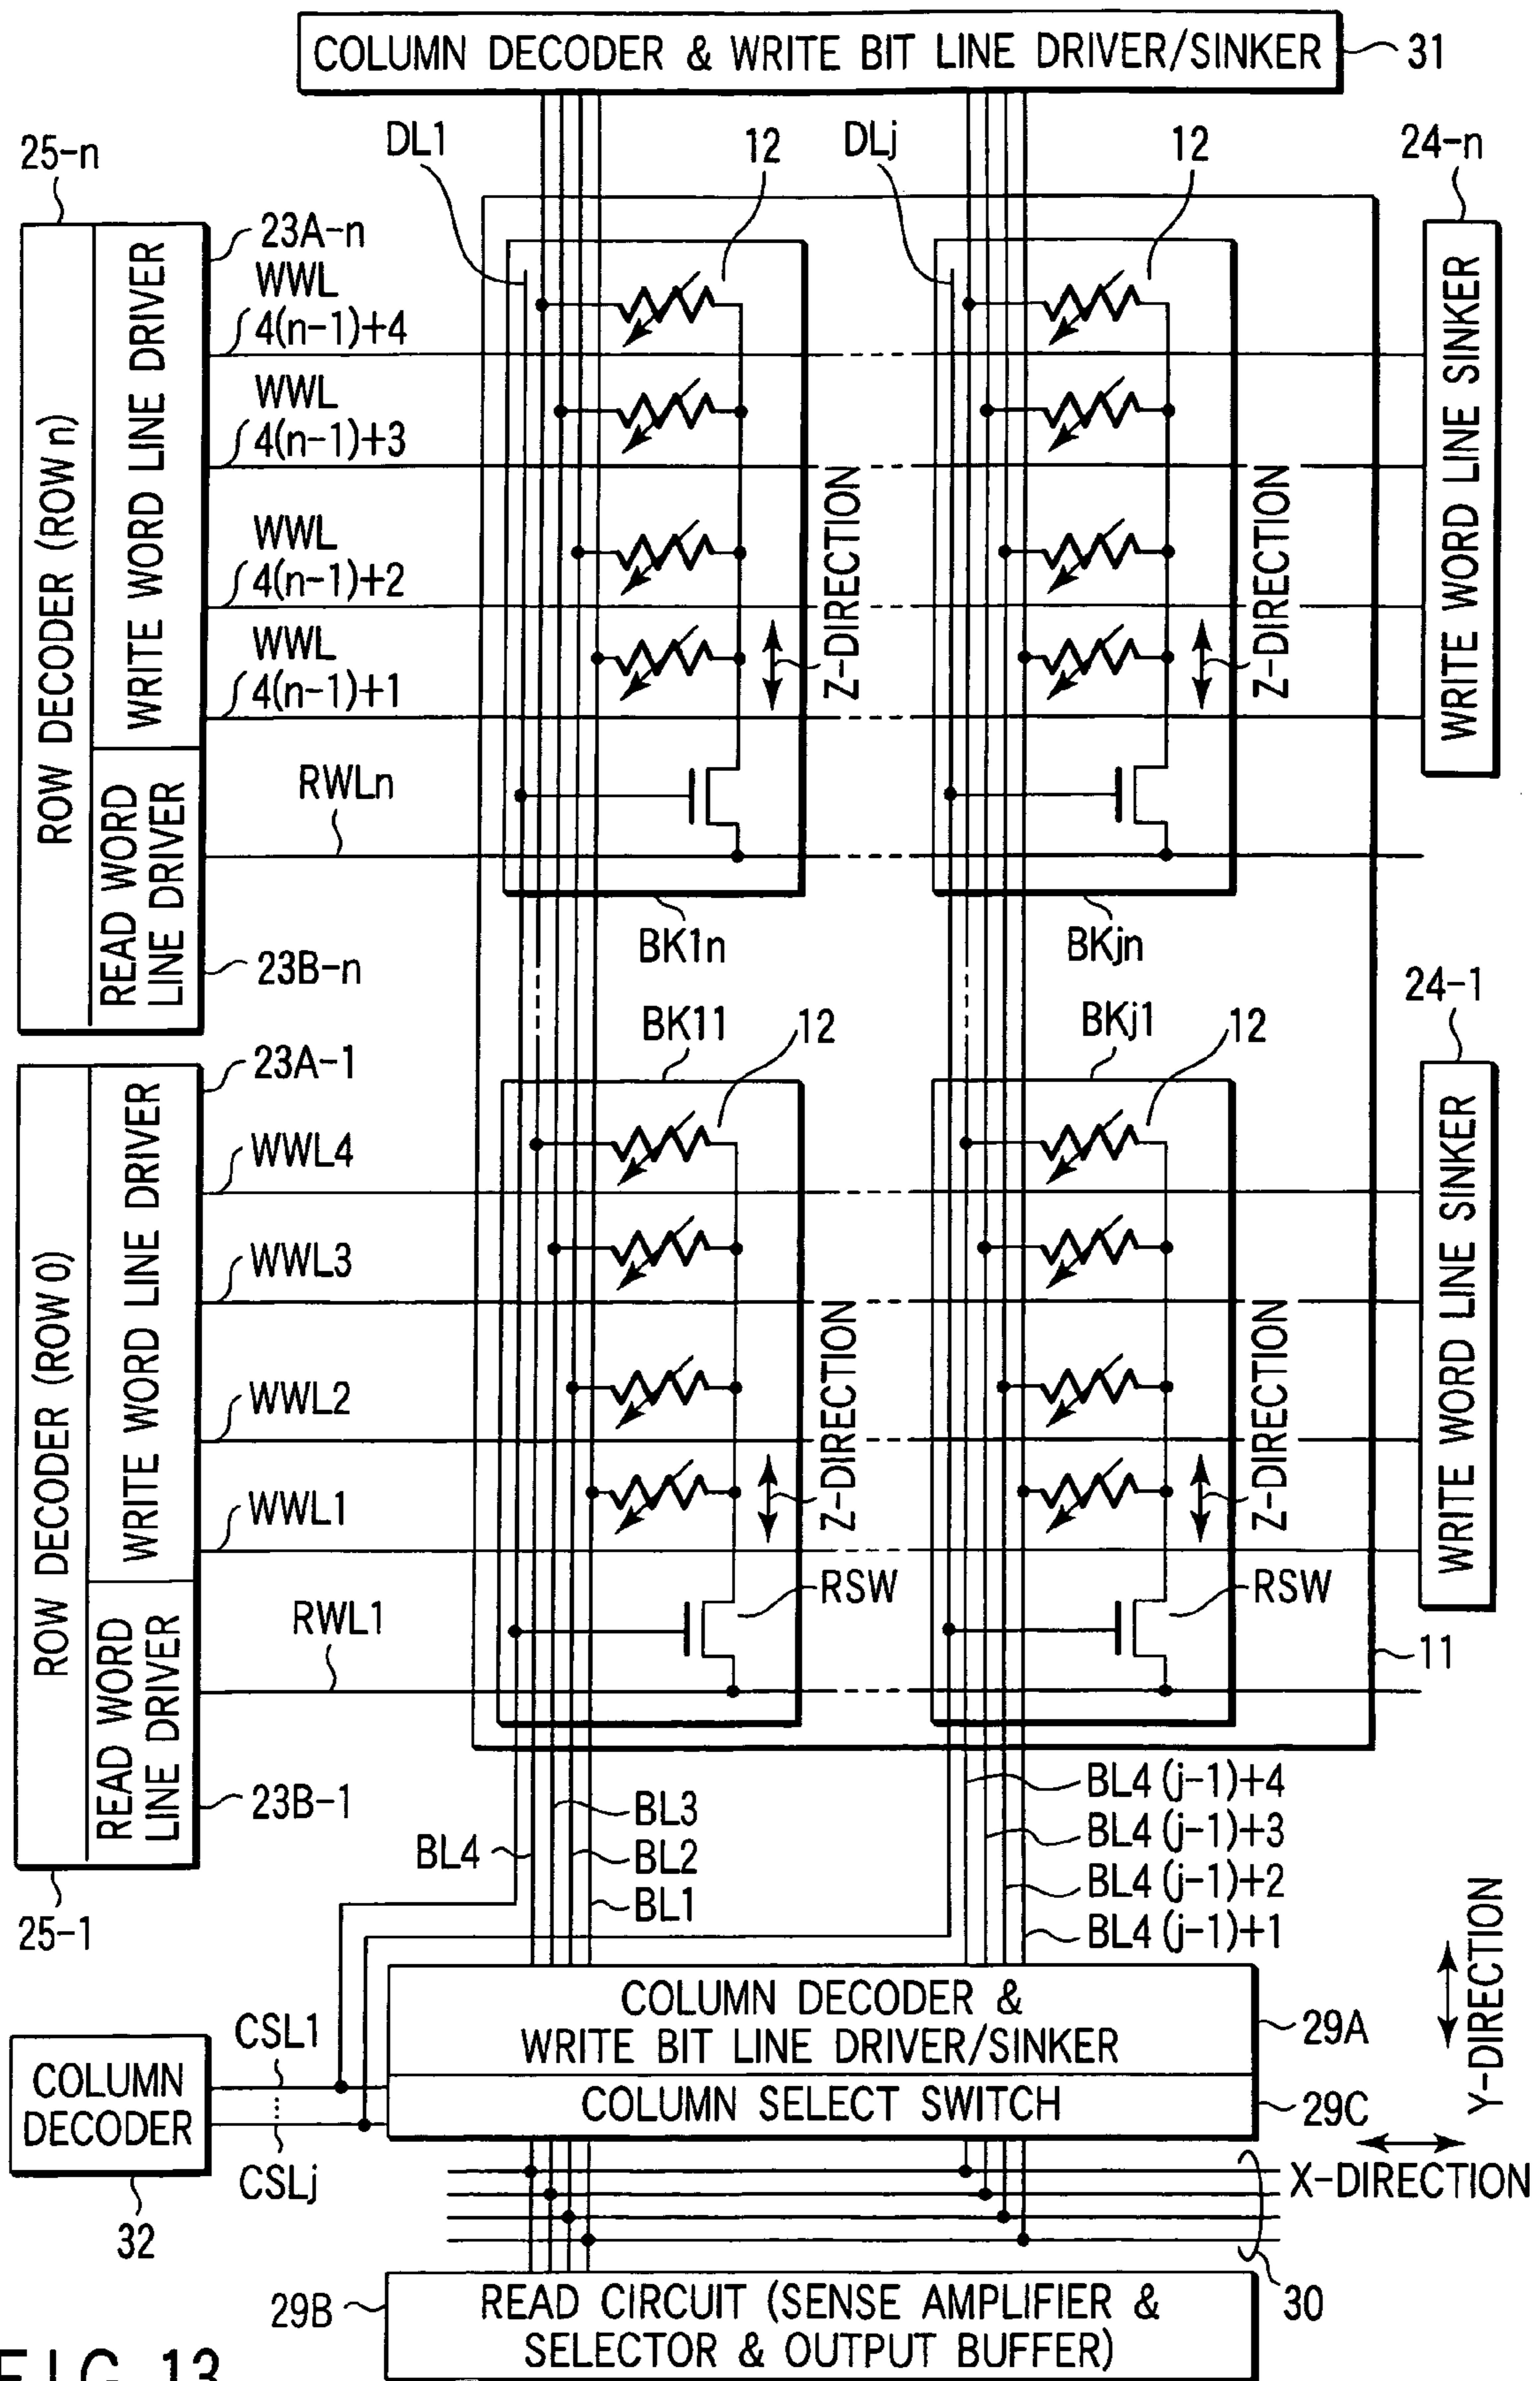 COLUMN DECODER & WRITE BIT LINE DRIVER/SINKER
31
25-n
DL1
12
DLj
12
24-n
23A-n
ROW DECODER (ROW n)
WRITE WORD LINE DRIVER
READ WORD
LINE DRIVER
WWL
4(n-1)+4
WWL
4(n-1)+3
WWL
4(n-1)+2
WWL
4(n-1)+1
RWLn
23B-n
Z-DIRECTION
Z-DIRECTION
WRITE WORD LINE SINKER
BK1n
BKjn
24-1
BK11
12
BKj1
12
23A-1
ROW DECODER (ROW 0)
WRITE WORD LINE DRIVER
READ WORD
LINE DRIVER
WWL4
WWL3
WWL2
WWL1
RWL1
23B-1
25-1
Z-DIRECTION
Z-DIRECTION
RSW
RSW
WRITE WORD LINE SINKER
11
BL4
BL3
BL2
BL1
BL4 (j-1)+4
BL4 (j-1)+3
BL4 (j-1)+2
BL4 (j-1)+1
Y-DIRECTION
COLUMN DECODER &
WRITE BIT LINE DRIVER/SINKER
29A
COLUMN SELECT SWITCH
29C
CSL1
CSLj
COLUMN
DECODER
32
X-DIRECTION
30
29B
READ CIRCUIT (SENSE AMPLIFIER &
SELECTOR & OUTPUT BUFFER)
FIG. 13